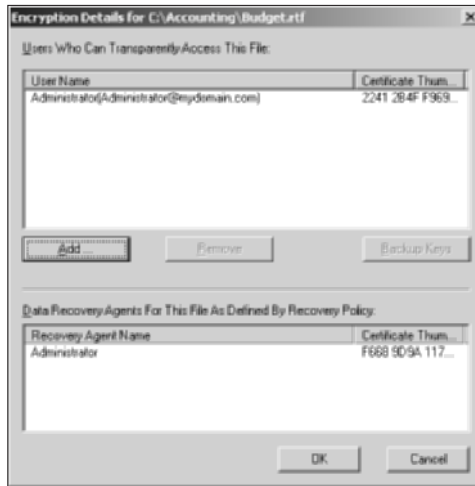 Encryption Details for C:\Accounting\Budget.rtf
Users Who Can Transparently Access This File:
User Name Certificate Thum...
Administrator(Administrator@mydomain.com) 2241 2B4F F969...
Add... Remove Backup Keys
Data Recovery Agents For This File As Defined By Recovery Policy:
Recovery Agent Name Certificate Thum...
Administrator F668 9D9A 117...
OK Cancel